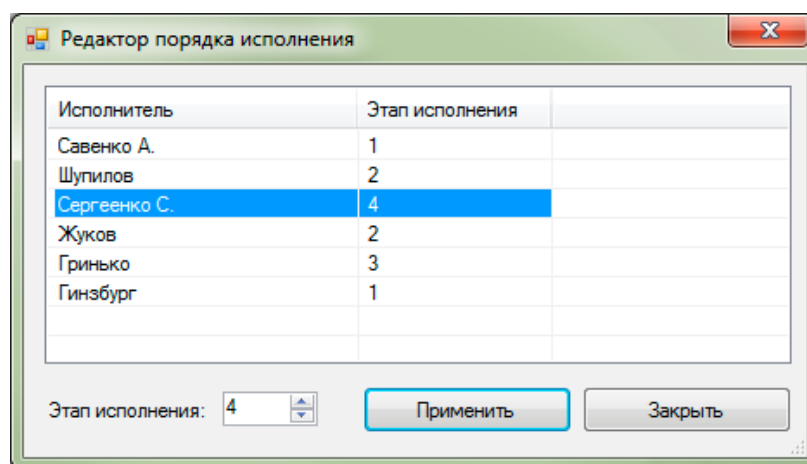 Редактор порядка исполнения
Исполнитель Этап исполнения
Савенко А. 1
Шупилов 2
Сергеенко С. 4
Жуков 2
Гринько 3
Гинзбург 1
Этап исполнения: 4 Применить Закрыть